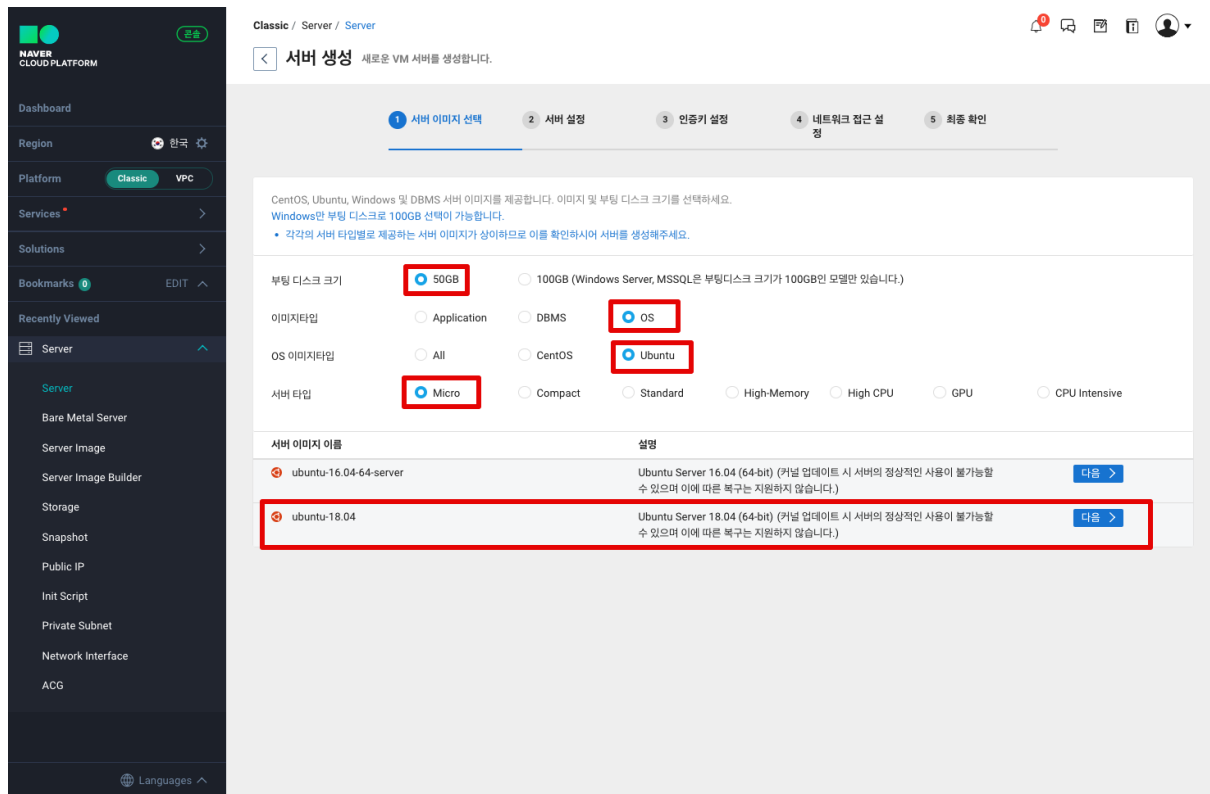 콘솔
NAVER
CLOUD PLATFORM
Dashboard
Region 한국
Platform Classic VPC
Services
Solutions
Bookmarks 0 EDIT
Recently Viewed
Server
Server
Bare Metal Server
Server Image
Server Image Builder
Storage
Snapshot
Public IP
Init Script
Private Subnet
Network Interface
ACG
Languages
Classic / Server / Server
0
서버 생성 새로운 VM 서버를 생성합니다.
1 서버 이미지 선택 2 서버 설정 3 인증키 설정 4 네트워크 접근 설
정
5 최종 확인
CentOS, Ubuntu, Windows 및 DBMS 서버 이미지를 제공합니다. 이미지 및 부팅 디스크 크기를 선택하세요.
Windows만 부팅 디스크로 100GB 선택이 가능합니다.
• 각각의 서버 타입별로 제공하는 서버 이미지가 상이하므로 이를 확인하시어 서버를 생성해주세요.
부팅 디스크 크기 50GB 100GB (Windows Server, MSSQL은 부팅디스크 크기가 100GB인 모델만 있습니다.)
이미지타입 Application DBMS OS
OS 이미지타입 All CentOS Ubuntu
서버 타입 Micro Compact Standard High-Memory High CPU GPU CPU Intensive
서버 이미지 이름 설명
ubuntu-16.04-64-server Ubuntu Server 16.04 (64-bit) (커널 업데이트 시 서버의 정상적인 사용이 불가능할 다음 >
수 있으며 이에 따른 복구는 지원하지 않습니다.)
ubuntu-18.04 Ubuntu Server 18.04 (64-bit) (커널 업데이트 시 서버의 정상적인 사용이 불가능할 다음 >
수 있으며 이에 따른 복구는 지원하지 않습니다.)